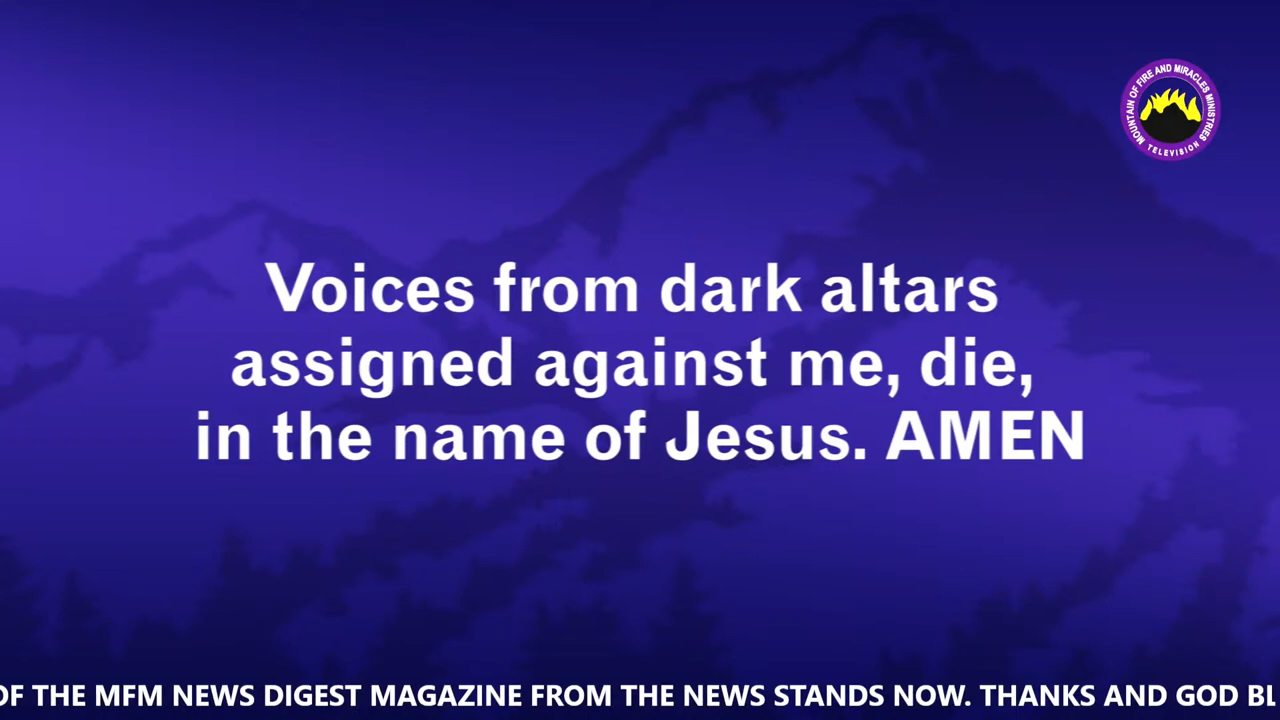 MOUNTAIN OF FIRE AND MIRACLES MINISTRIES
TELEVISION
Voices from dark altars
assigned against me, die,
in the name of Jesus. AMEN
OF THE MFM NEWS DIGEST MAGAZINE FROM THE NEWS STANDS NOW. THANKS AND GOD